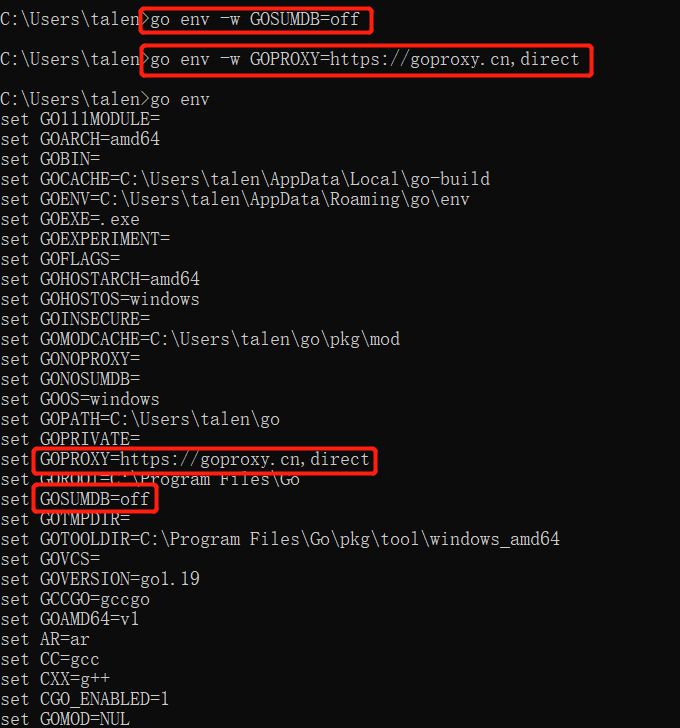 C:\Users\talen>go env -w GOSUMDB=off
C:\Users\talen>go env -w GOPROXY=https://goproxy.cn,direct
C:\Users\talen>go env
set GO111MODULE=
set GOARCH=amd64
set GOBIN=
set GOCACHE=C:\Users\talen\AppData\Local\go-build
set GOENV=C:\Users\talen\AppData\Roaming\go\env
set GOEXE=.exe
set GOEXPERIMENT=
set GOFLAGS=
set GOHOSTARCH=amd64
set GOHOSTOS=windows
set GOINSECURE=
set GOMODCACHE=C:\Users\talen\go\pkg\mod
set GONOPROXY=
set GONOSUMDB=
set GOOS=windows
set GOPATH=C:\Users\talen\go
set GOPRIVATE=
set GOPROXY=https://goproxy.cn,direct
set GOROOT=C:\Program Files\Go
set GOSUMDB=off
set GOTMPDIR=
set GOTOOLDIR=C:\Program Files\Go\pkg\tool\windows_amd64
set GOVCS=
set GOVERSION=go1.19
set GCCGO=gccgo
set GOAMD64=v1
set AR=ar
set CC=gcc
set CXX=g++
set CGO_ENABLED=1
set GOMOD=NUL